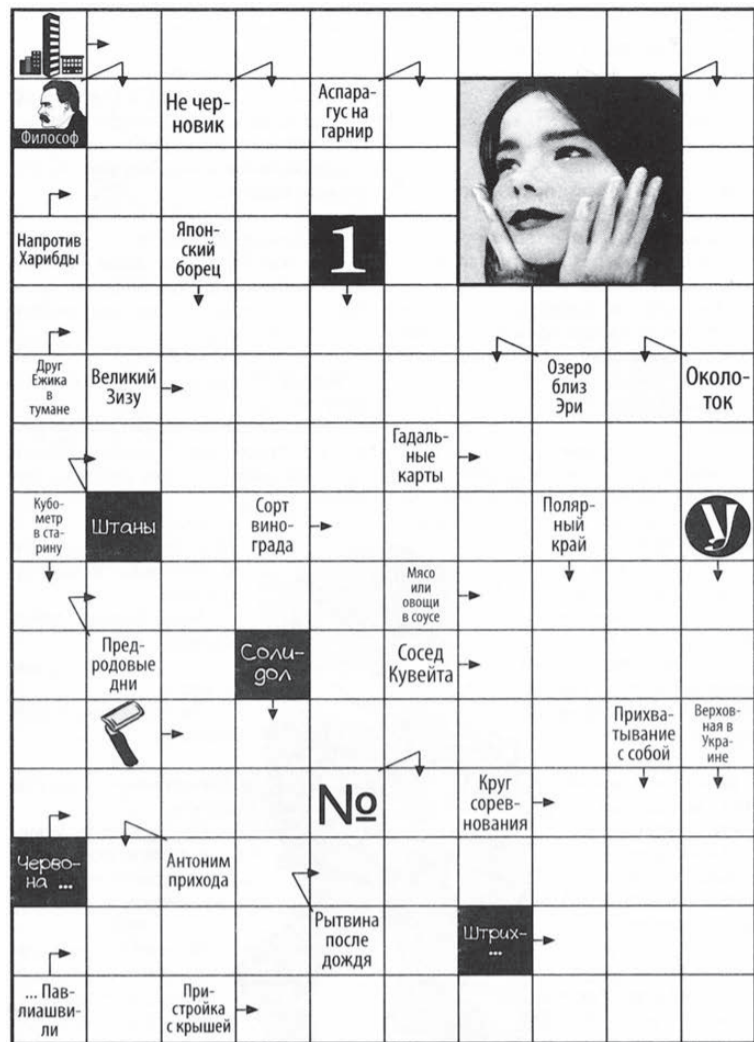 Философ
Не чер-
новик
Аспара-
гус на
гарнир
Напротив
Харибды
Япон-
ский
борец
1
Друг
Ежика
в
тумане
Великий
Зизу
Озеро
близ
Эри
Около-
ток
Гадаль-
ные
карты
Кубо-
метр
в ста-
рину
Штаны
Сорт
вино-
града
Поляр-
ный
край
У
Мясо
или
овощи
в соусе
Пред-
родовые
дни
Соли-
дол
Сосед
Кувейта
Прихва-
тывание
с собой
Верхов-
ная в
Укра-
ине
№
Круг
сорев-
нования
Черво-
на ...
Антоним
прихода
Рытвина
после
дождя
Штрих-
...
... Пав-
лиашви-
ли
При-
стройка
с крышей